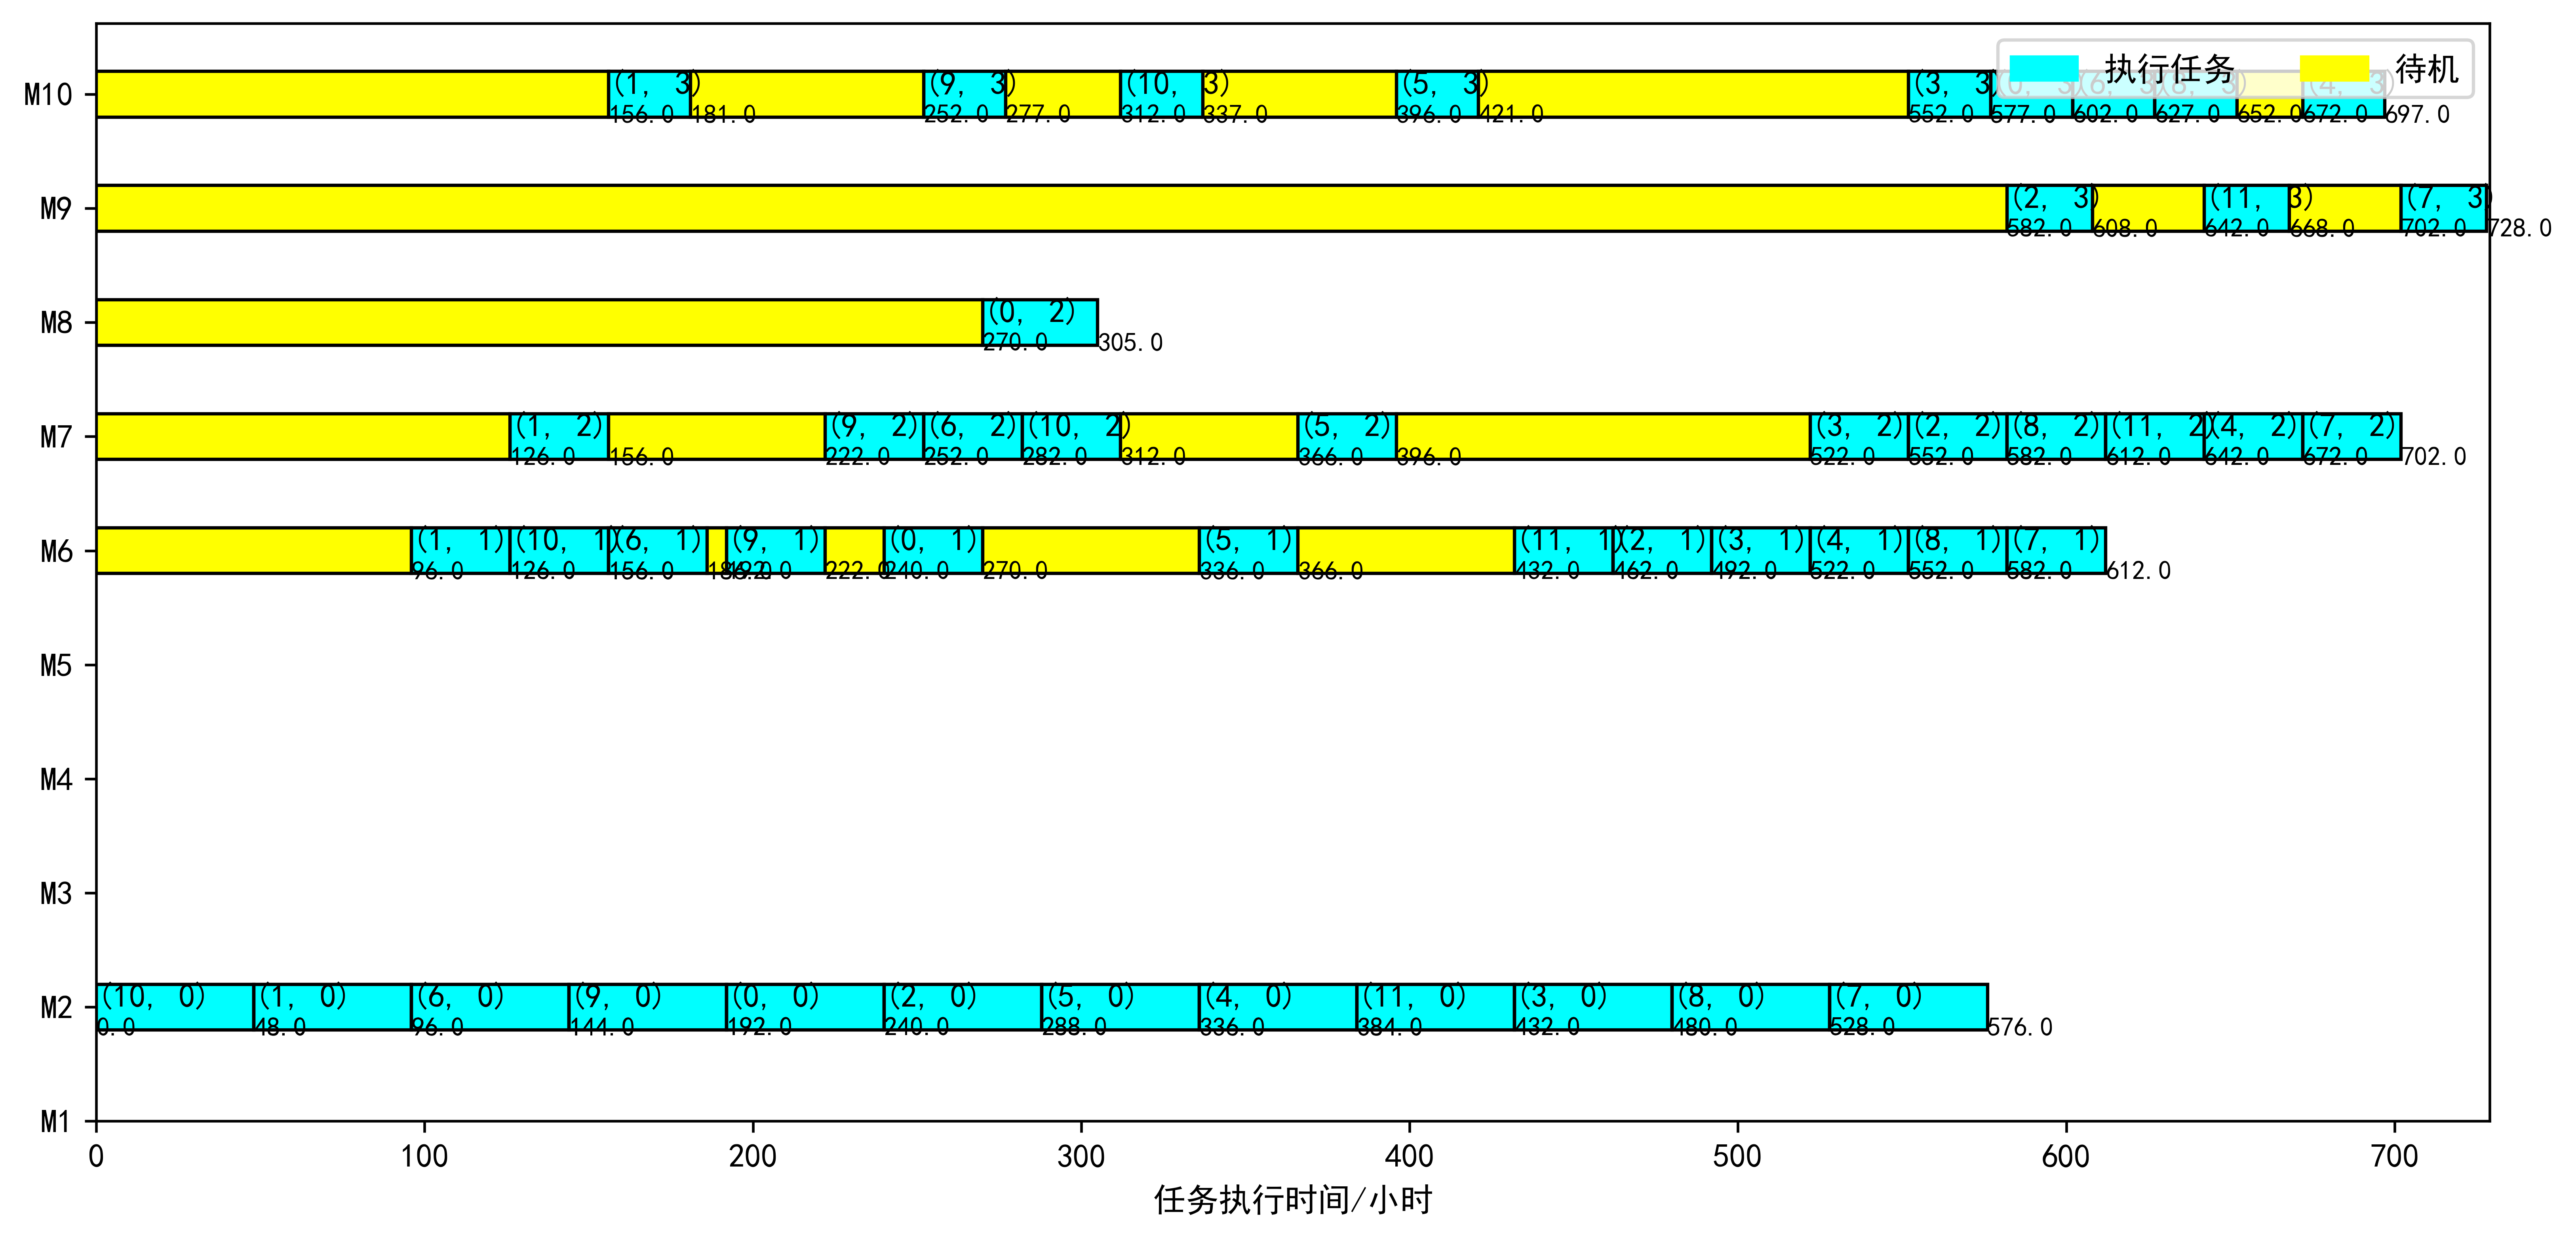 执行任务 待机
M10 (1, 3) (9, 3) (10, 3) (5, 3) (3, 3) (0, 3) (6, 3) (8, 3) (4, 3)
156.0 181.0 252.0 277.0 312.0 337.0 396.0 421.0 552.0 577.0 602.0 627.0 652.0 672.0 697.0
M9 (2, 3) (11, 3) (7, 3)
582.0 608.0 642.0 668.0 702.0 728.0
M8 (0, 2)
270.0 305.0
M7 (1, 2) (9, 2) (6, 2) (10, 2) (5, 2) (3, 2) (2, 2) (8, 2) (11, 2) (4, 2) (7, 2)
126.0 156.0 222.0 252.0 282.0 312.0 366.0 396.0 522.0 552.0 582.0 612.0 642.0 672.0 702.0
M6 (1, 1) (10, 1) (6, 1) (9, 1) (0, 1) (5, 1) (11, 1) (2, 1) (3, 1) (4, 1) (8, 1) (7, 1)
96.0 126.0 156.0 186.0 192.0 222.0 240.0 270.0 336.0 366.0 432.0 462.0 492.0 522.0 552.0 582.0 612.0
M5
M4
M3
M2 (10, 0) (1, 0) (6, 0) (9, 0) (0, 0) (2, 0) (5, 0) (4, 0) (11, 0) (3, 0) (8, 0) (7, 0)
0.0 48.0 96.0 144.0 192.0 240.0 288.0 336.0 384.0 432.0 480.0 528.0 576.0
M1
0 100 200 300 400 500 600 700
任务执行时间/小时